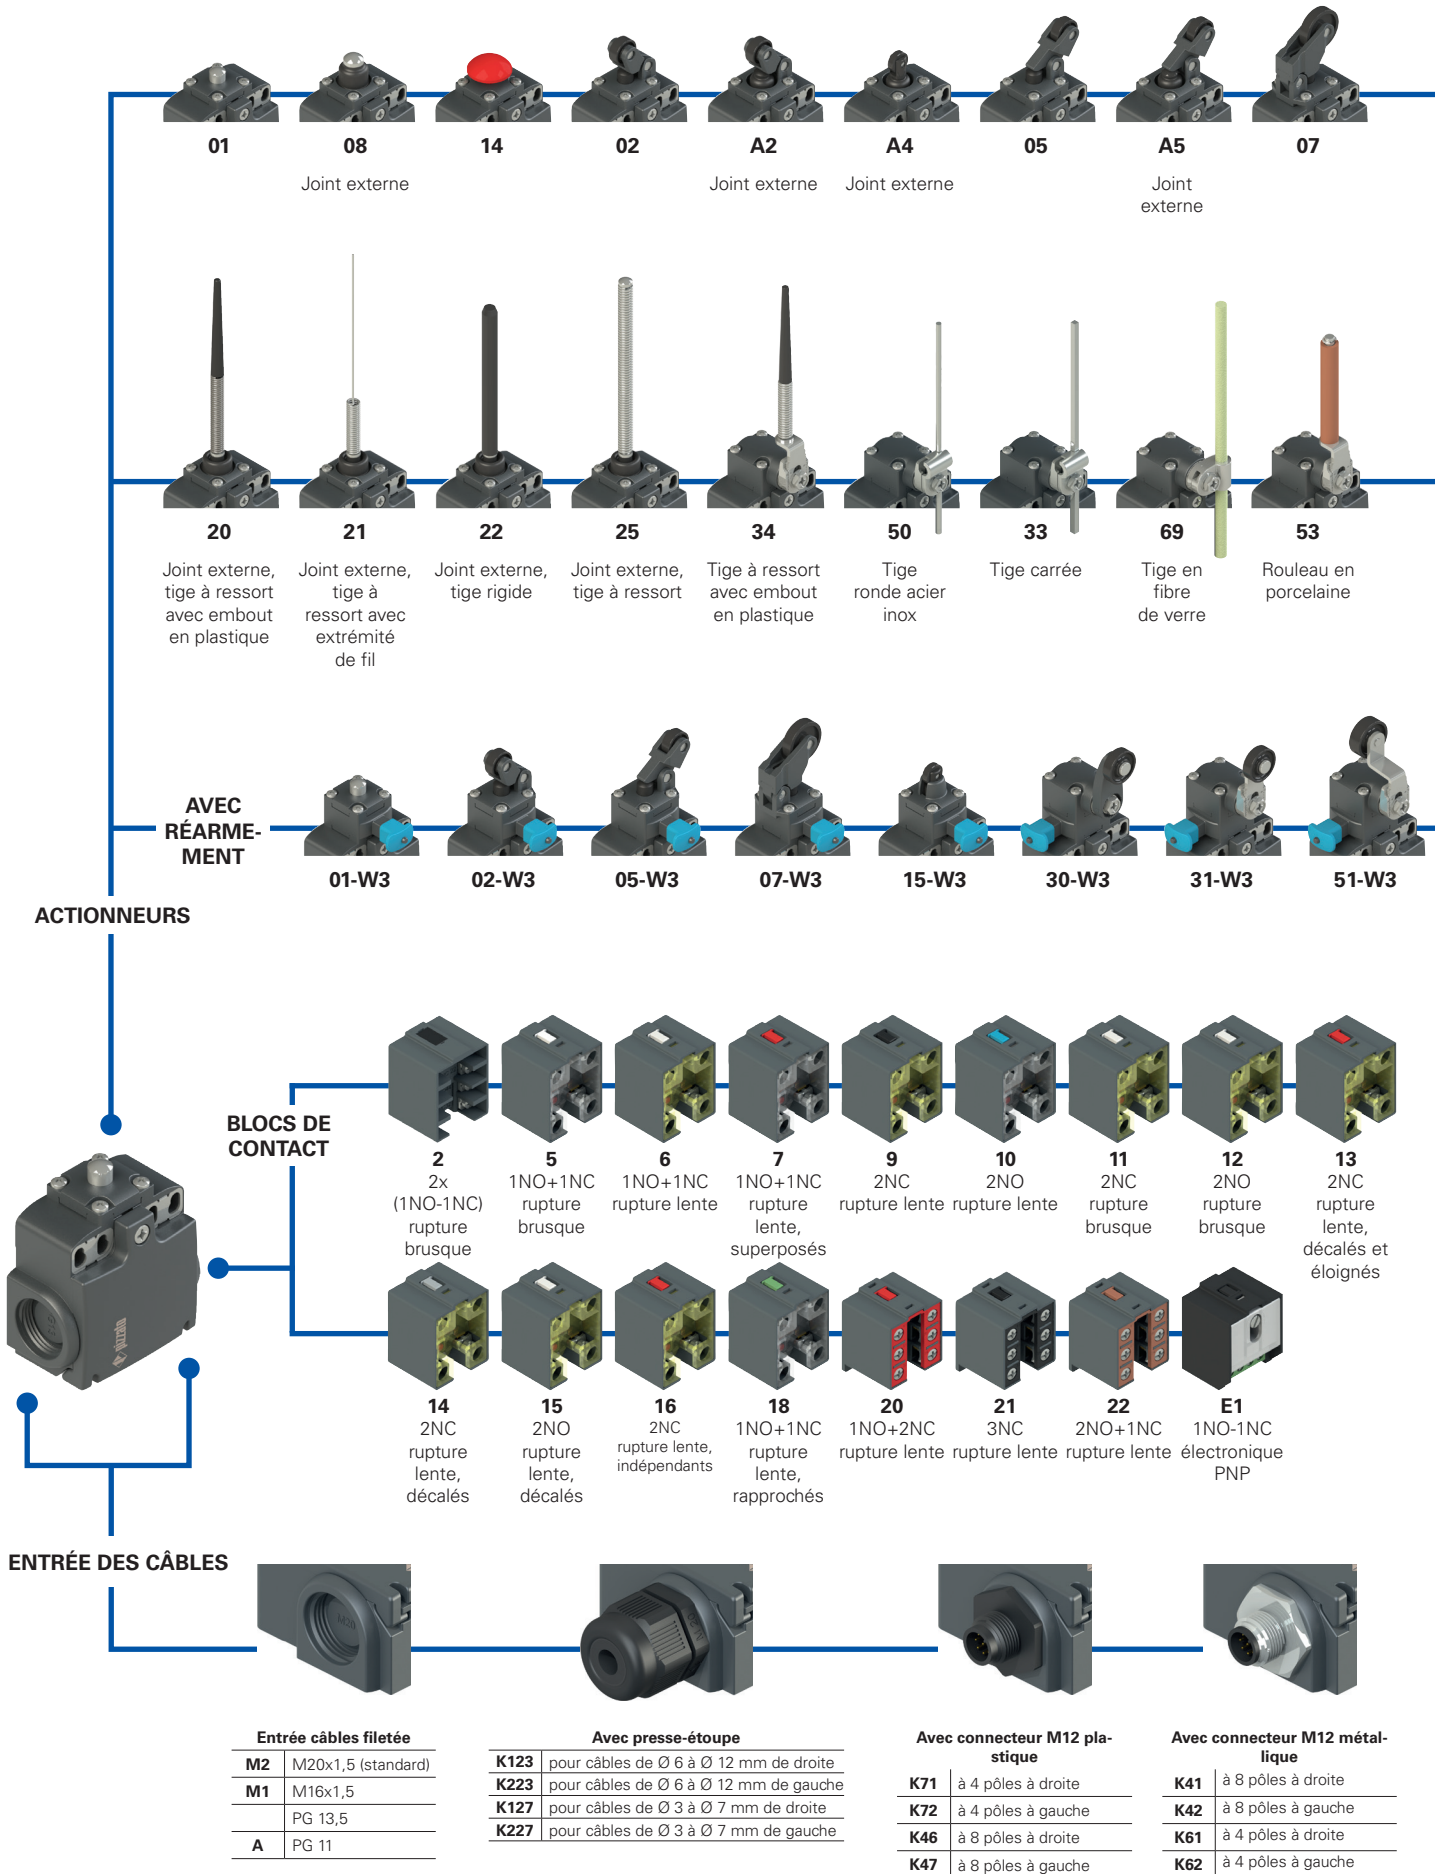 01 08 14 02 A2 A4 05 A5 07
Joint externe
Joint externe
Joint externe
Joint
externe
20 21 22 25 34 50 33 69 53
Joint externe,
tige à ressort
avec embout
en plastique
Joint externe,
tige à
ressort avec
extrémité
de fil
Joint externe,
tige rigide
Joint externe,
tige à ressort
Tige à ressort
avec embout
en plastique
Tige
ronde acier
inox
Tige carrée
Tige en
fibre
de verre
Rouleau en
porcelaine
AVEC
RÉARME-
MENT
01-W3 02-W3 05-W3 07-W3 15-W3 30-W3 31-W3 51-W3
ACTIONNEURS
BLOCS DE
CONTACT
2
2x
(1NO-1NC)
rupture
brusque
5
1NO+1NC
rupture
brusque
6
1NO+1NC
rupture lente
7
1NO+1NC
rupture
lente,
superposés
9
2NC
rupture lente
10
2NO
rupture lente
11
2NC
rupture
brusque
12
2NO
rupture
brusque
13
2NC
rupture
lente,
décalés et
éloignés
pizzato
14
2NC
rupture
lente,
décalés
15
2NO
rupture
lente,
décalés
16
2NC
rupture lente,
indépendants
18
1NO+1NC
rupture
lente,
rapprochés
20
1NO+2NC
rupture lente
21
3NC
rupture lente
22
2NO+1NC
rupture lente
E1
1NO-1NC
électronique
PNP
ENTRÉE DES CÂBLES
M20
Entrée câbles filetée
M2 M20x1,5 (standard)
M1 M16x1,5
PG 13,5
A PG 11
Avec presse-étoupe
K123 pour câbles de Ø 6 à Ø 12 mm de droite
K223 pour câbles de Ø 6 à Ø 12 mm de gauche
K127 pour câbles de Ø 3 à Ø 7 mm de droite
K227 pour câbles de Ø 3 à Ø 7 mm de gauche
Avec connecteur M12 pla-
stique
K71 à 4 pôles à droite
K72 à 4 pôles à gauche
K46 à 8 pôles à droite
K47 à 8 pôles à gauche
Avec connecteur M12 métal-
lique
K41 à 8 pôles à droite
K42 à 8 pôles à gauche
K61 à 4 pôles à droite
K62 à 4 pôles à gauche